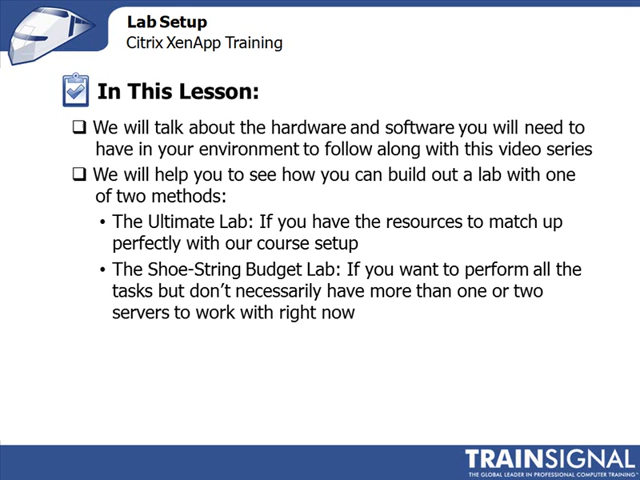 Lab Setup
Citrix XenApp Training
In This Lesson:
❑ We will talk about the hardware and software you will need to
have in your environment to follow along with this video series
❑ We will help you to see how you can build out a lab with one
of two methods:
• The Ultimate Lab: If you have the resources to match up
perfectly with our course setup
• The Shoe-String Budget Lab: If you want to perform all the
tasks but don't necessarily have more than one or two
servers to work with right now
TRAINSIGNAL
THE GLOBAL LEADER IN PROFESSIONAL COMPUTER TRAINING™